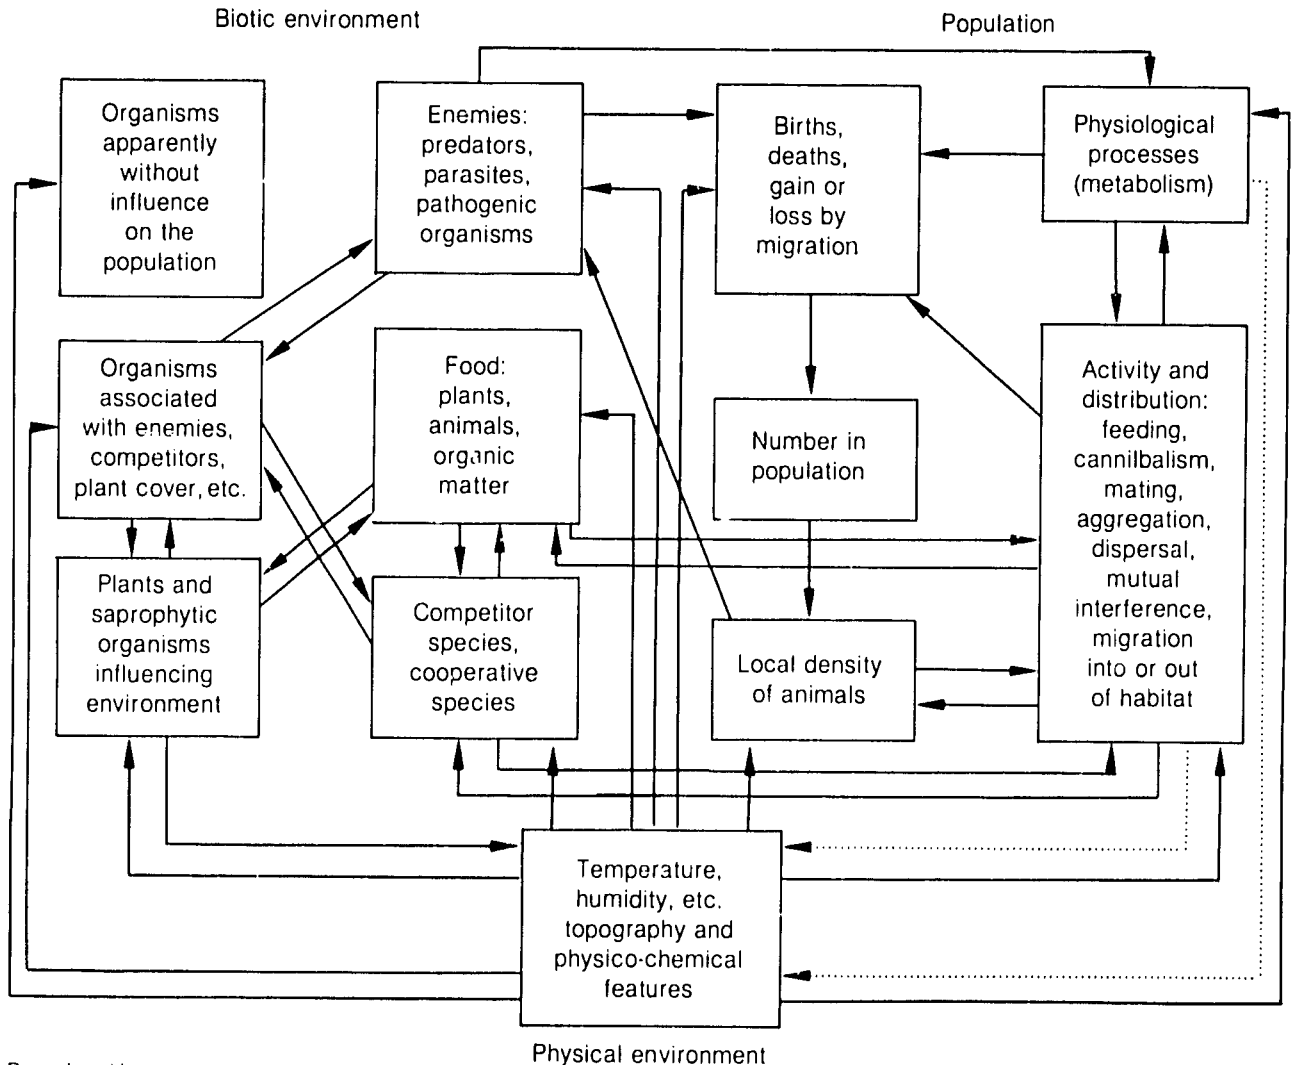 Biotic environment
Population
Organisms
apparently
without
influence
on the
population
Enemies:
predators,
parasites,
pathogenic
organisms
Births,
deaths,
gain or
loss by
migration
Physiological
processes
(metabolism)
Organisms
associated
with enemies,
competitors,
plant cover, etc.
Food:
plants,
animals,
organic
matter
Number in
population
Activity and
distribution:
feeding,
cannilbalism,
mating,
aggregation,
dispersal,
mutual
interference,
migration
into or out
of habitat
Plants and
saprophytic
organisms
influencing
environment
Competitor
species,
cooperative
species
Local density
of animals
Temperature,
humidity, etc.
topography and
physico-chemical
features
Physical environment